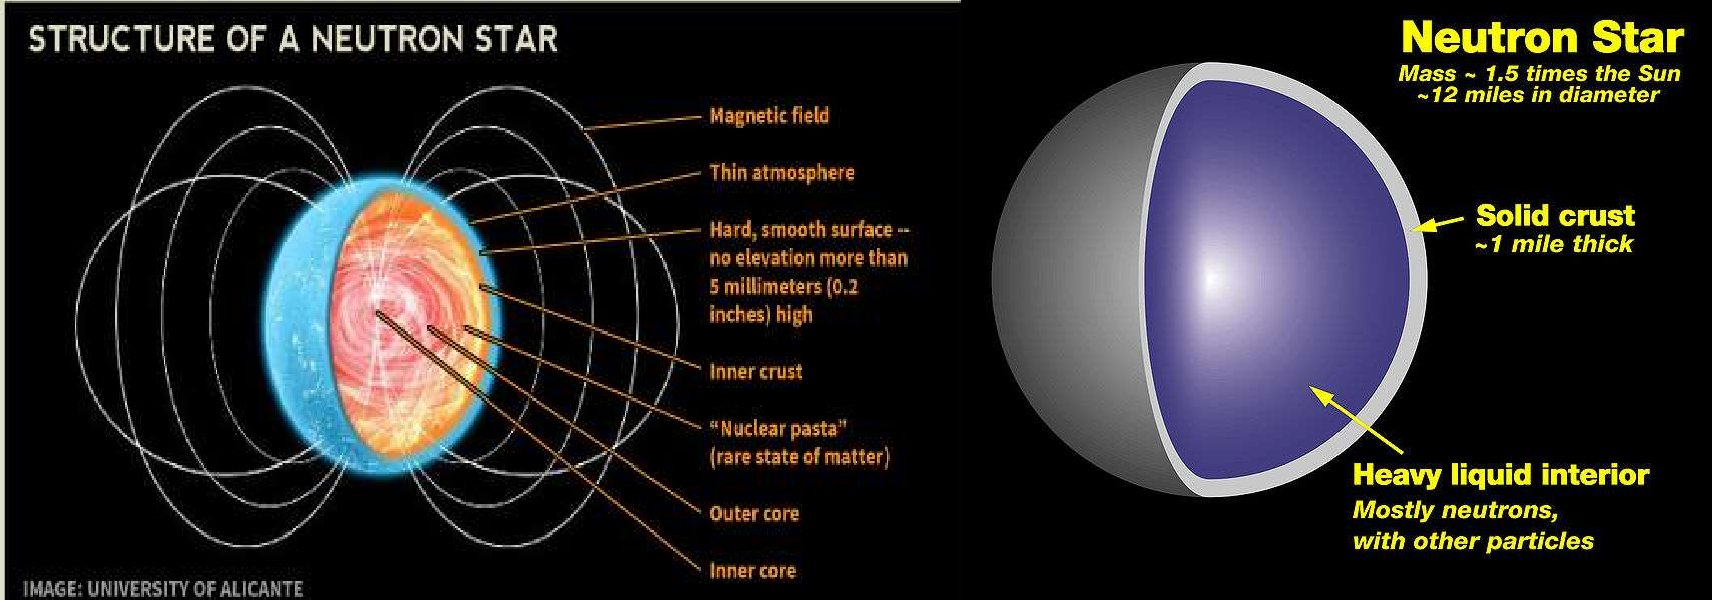 STRUCTURE OF A NEUTRON STAR
Magnetic field
Thin atmosphere
Hard, smooth surface --
no elevation more than
5 millimeters (0.2
inches) high
Inner crust
“Nuclear pasta”
(rare state of matter)
Outer core
Inner core
IMAGE: UNIVERSITY OF ALICANTE
Neutron Star
Mass ~ 1.5 times the Sun
~12 miles in diameter
Solid crust
~1 mile thick
Heavy liquid interior
Mostly neutrons,
with other particles